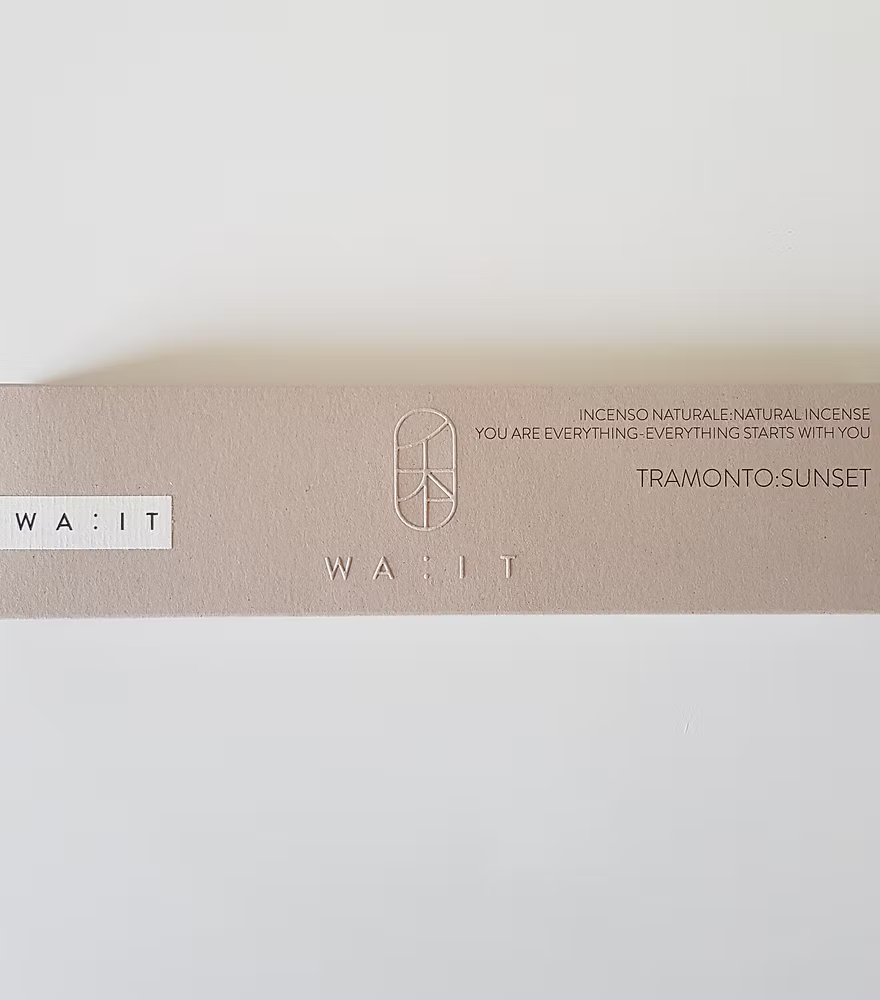 INCENSO NATURALE:NATURAL INCENSE
YOU ARE EVERYTHING-EVERYTHING STARTS WITH YOU
TRAMONTO:SUNSET
WA:IT
WA:IT